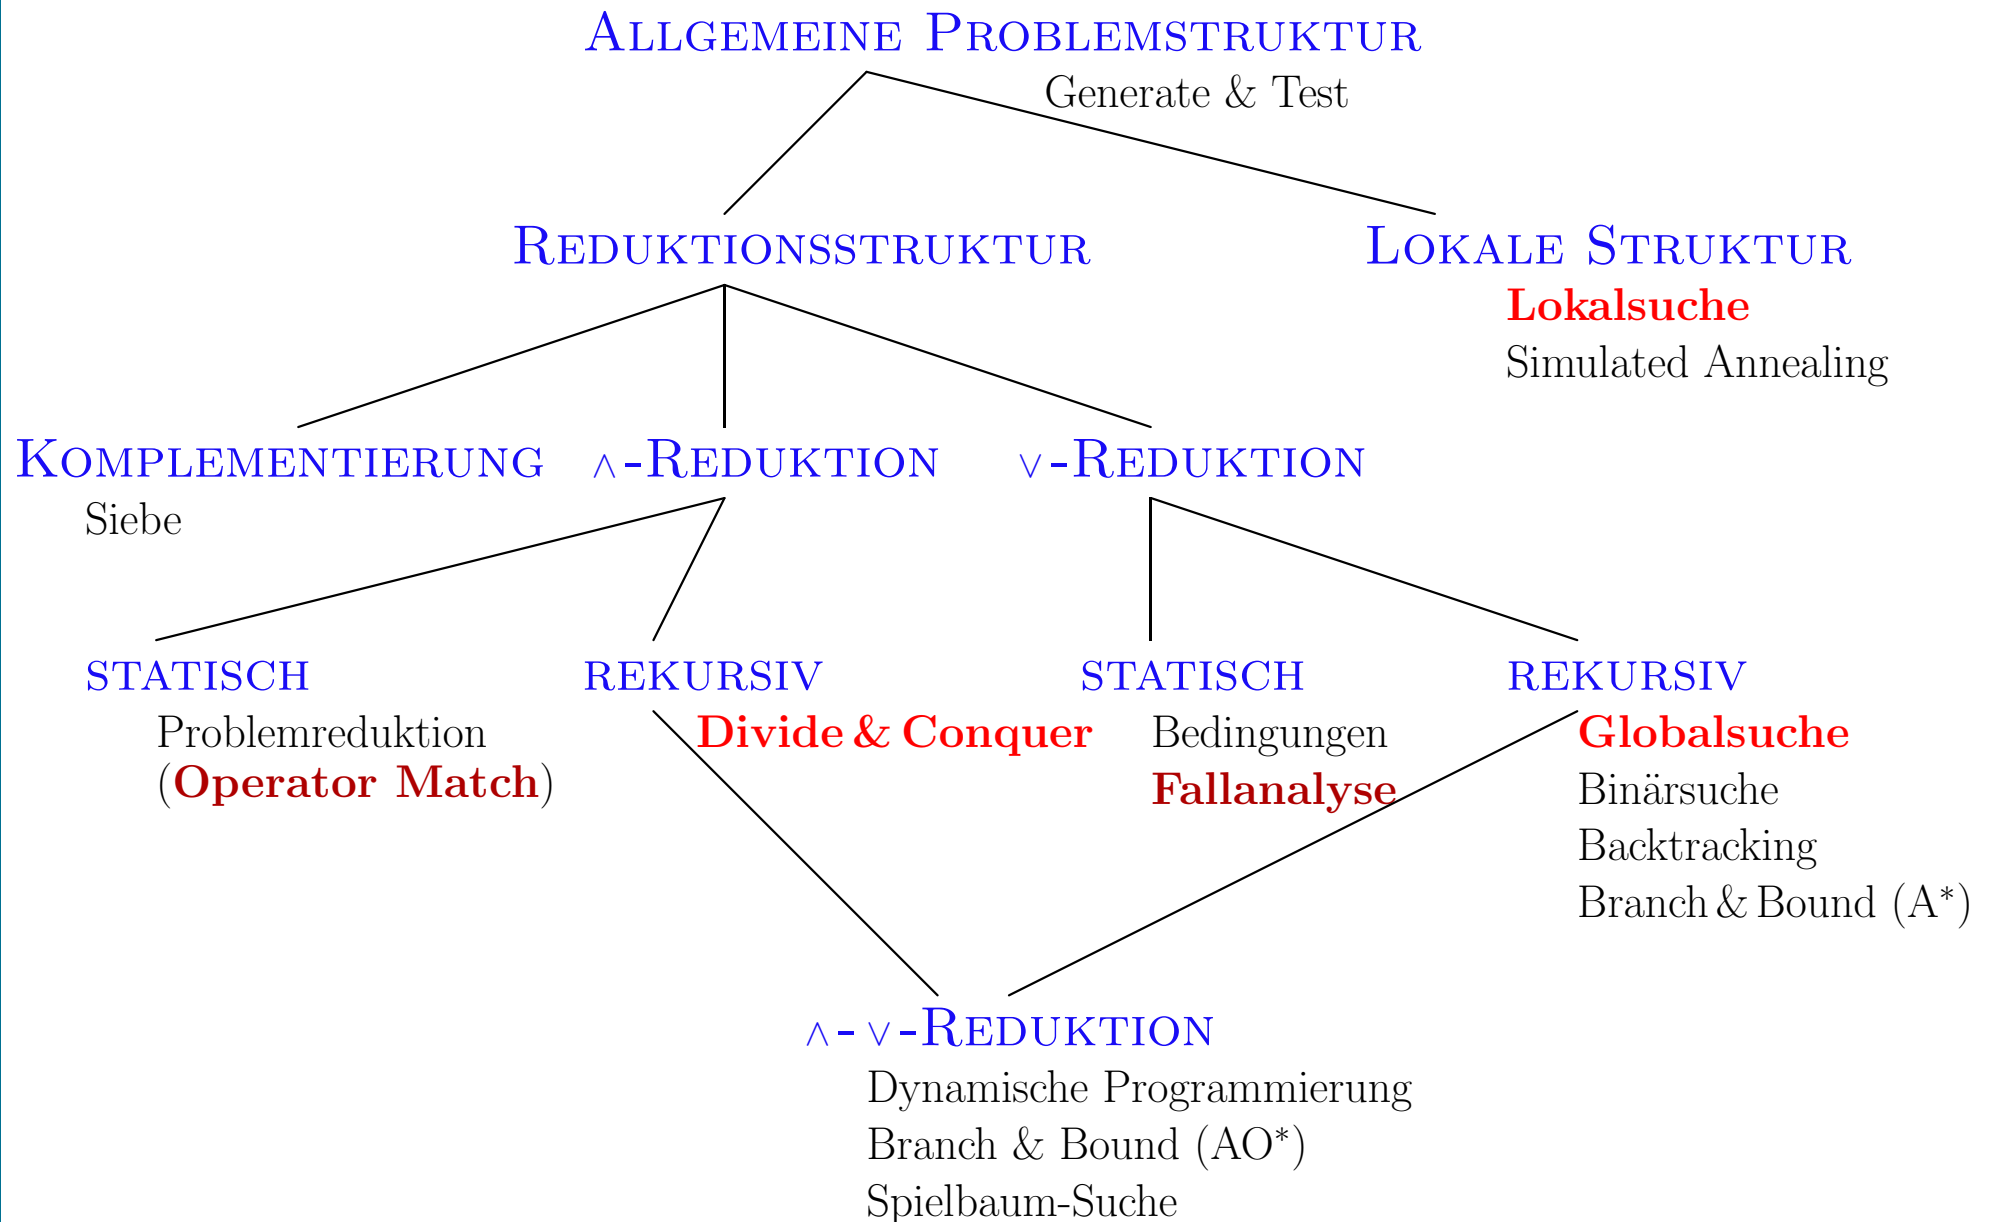 Allgemeine Problemstruktur
Generate & Test
Reduktionsstruktur
Lokale Struktur
Lokalsuche
Simulated Annealing
Komplementierung
Siebe
∧-Reduktion
∨-Reduktion
statisch
Problemreduktion
(Operator Match)
rekursiv
Divide & Conquer
statisch
Bedingungen
Fallanalyse
rekursiv
Globalsuche
Binärsuche
Backtracking
Branch & Bound (A*)
∧-∨-Reduktion
Dynamische Programmierung
Branch & Bound (AO*)
Spielbaum-Suche